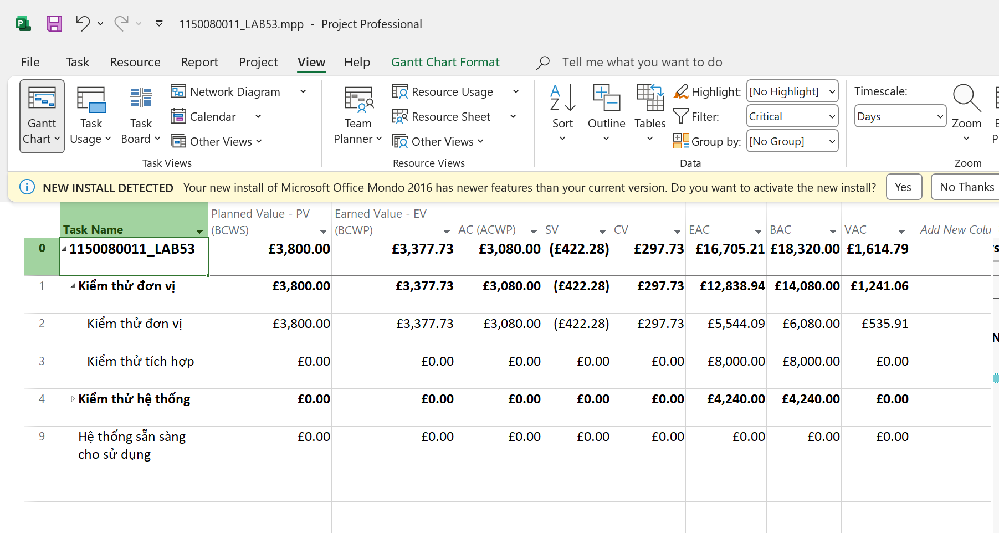 1150080011_LAB53.mpp - Project Professional
File Task Resource Report Project View Help Gantt Chart Format Tell me what you want to do
Gantt Chart
Task Usage
Task Board
Network Diagram
Calendar
Other Views
Task Views
Team Planner
Resource Usage
Resource Sheet
Other Views
Resource Views
Sort
Outline
Tables
Highlight: [No Highlight]
Filter: Critical
Group by: [No Group]
Data
Timescale:
Days
Zoom
Zoom
NEW INSTALL DETECTED Your new install of Microsoft Office Mondo 2016 has newer features than your current version. Do you want to activate the new install? Yes No Thanks
Task Name Planned Value - PV (BCWS) Earned Value - EV (BCWP) AC (ACWP) SV CV EAC BAC VAC Add New Colu
0 1150080011_LAB53 £3,800.00 £3,377.73 £3,080.00 (£422.28) £297.73 £16,705.21 £18,320.00 £1,614.79
1 Kiểm thử đơn vị £3,800.00 £3,377.73 £3,080.00 (£422.28) £297.73 £12,838.94 £14,080.00 £1,241.06
2 Kiểm thử đơn vị £3,800.00 £3,377.73 £3,080.00 (£422.28) £297.73 £5,544.09 £6,080.00 £535.91
3 Kiểm thử tích hợp £0.00 £0.00 £0.00 £0.00 £0.00 £8,000.00 £8,000.00 £0.00
4 Kiểm thử hệ thống £0.00 £0.00 £0.00 £0.00 £0.00 £4,240.00 £4,240.00 £0.00
9 Hệ thống sẵn sàng cho sử dụng £0.00 £0.00 £0.00 £0.00 £0.00 £0.00 £0.00 £0.00